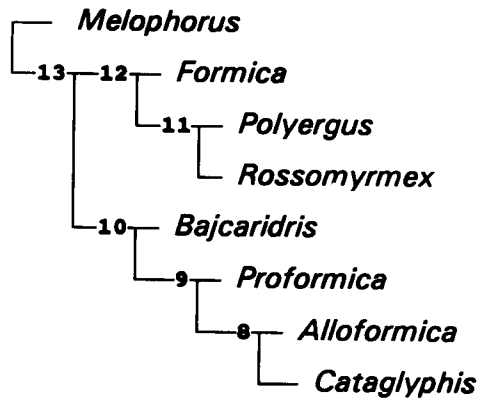 Melophorus
13 12 Formica
11 Polyergus
Rossomyrmex
10 Bajcaridris
9 Proformica
8 Alloformica
Cataglyphis